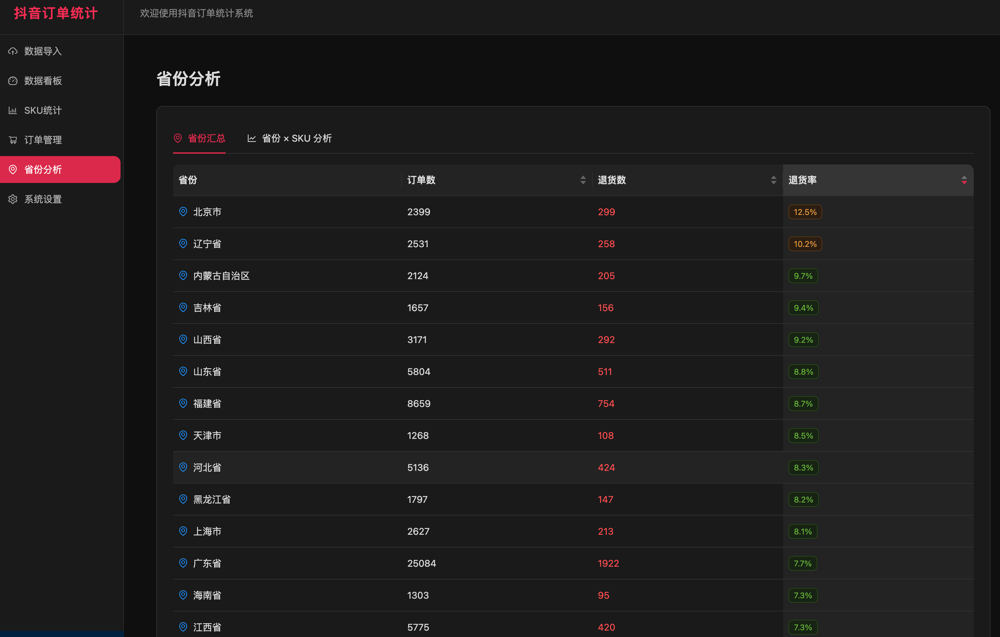 抖音订单统计
欢迎使用抖音订单统计系统
数据导入
数据看板
SKU统计
订单管理
省份分析
系统设置
省份分析
省份汇总 省份 × SKU 分析
省份 订单数 退货数 退货率
北京市 2399 299 12.5%
辽宁省 2531 258 10.2%
内蒙古自治区 2124 205 9.7%
吉林省 1657 156 9.4%
山西省 3171 292 9.2%
山东省 5804 511 8.8%
福建省 8659 754 8.7%
天津市 1268 108 8.5%
河北省 5136 424 8.3%
黑龙江省 1797 147 8.2%
上海市 2627 213 8.1%
广东省 25084 1922 7.7%
海南省 1303 95 7.3%
江西省 5775 420 7.3%